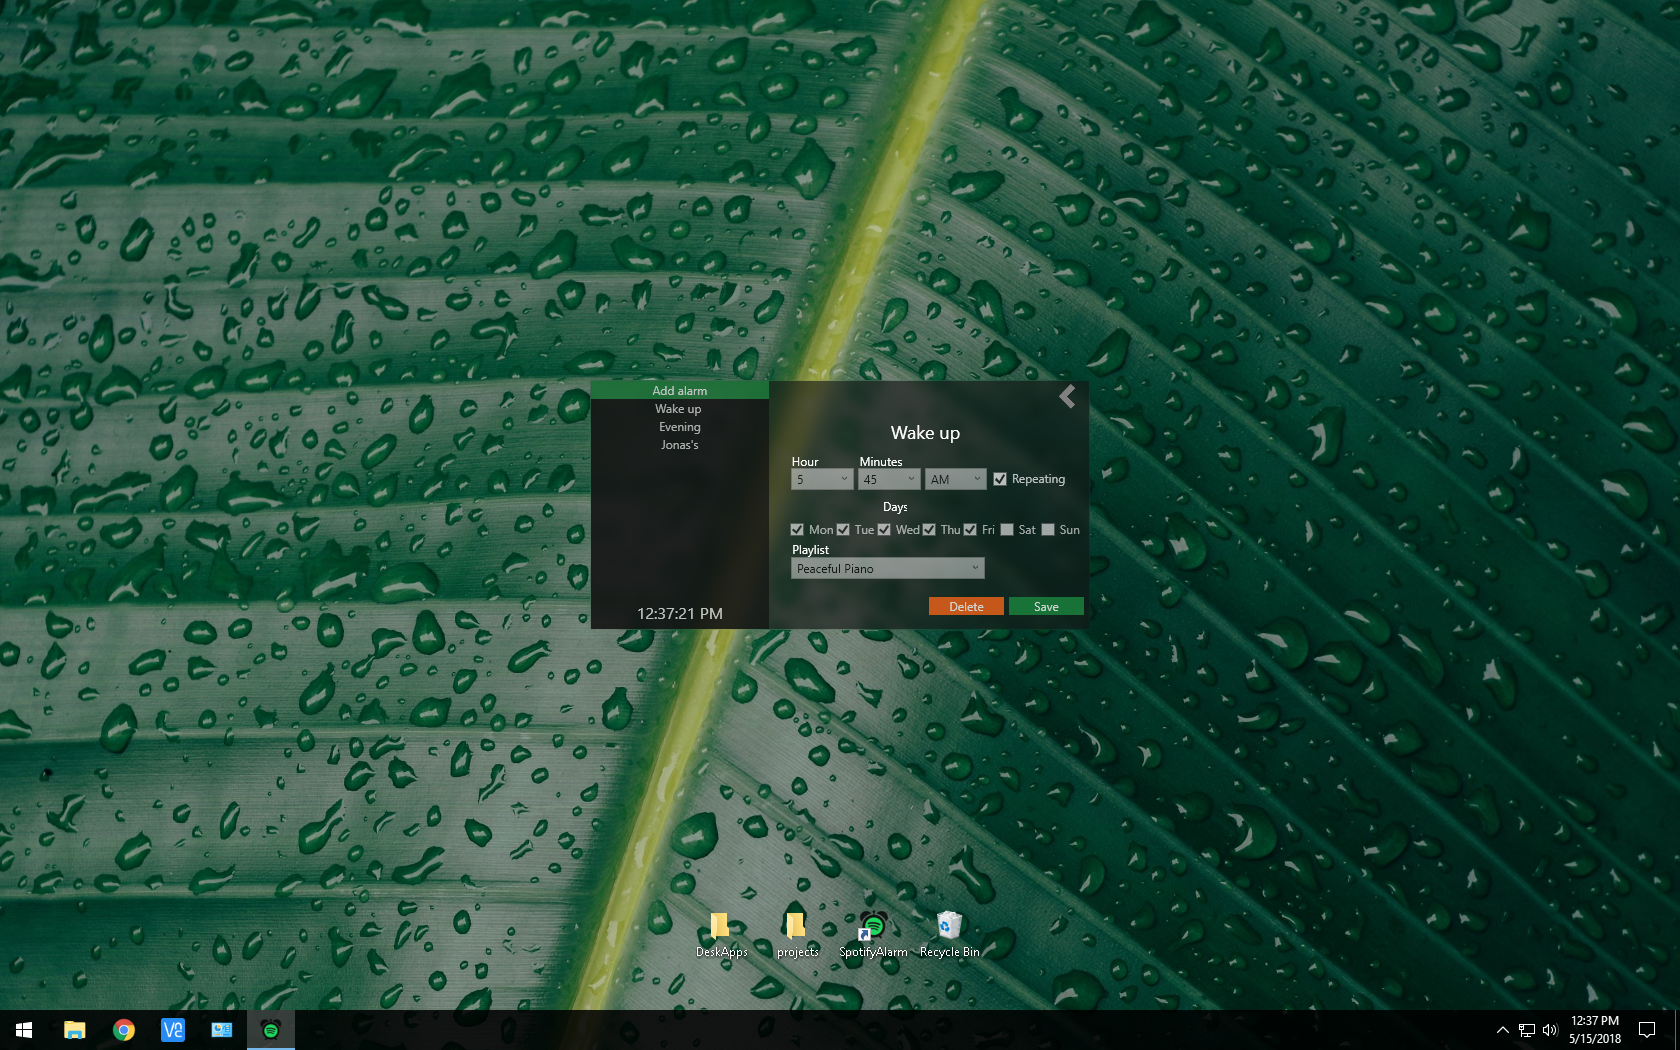 Add alarm
Wake up
Evening
Jonas's
12:37:21 PM
Wake up
Hour Minutes
5 45 AM Repeating
Days
Mon Tue Wed Thu Fri Sat Sun
Playlist
Peaceful Piano
Delete Save
DeskApps projects SpotifyAlarm Recycle Bin
12:37 PM
5/15/2018